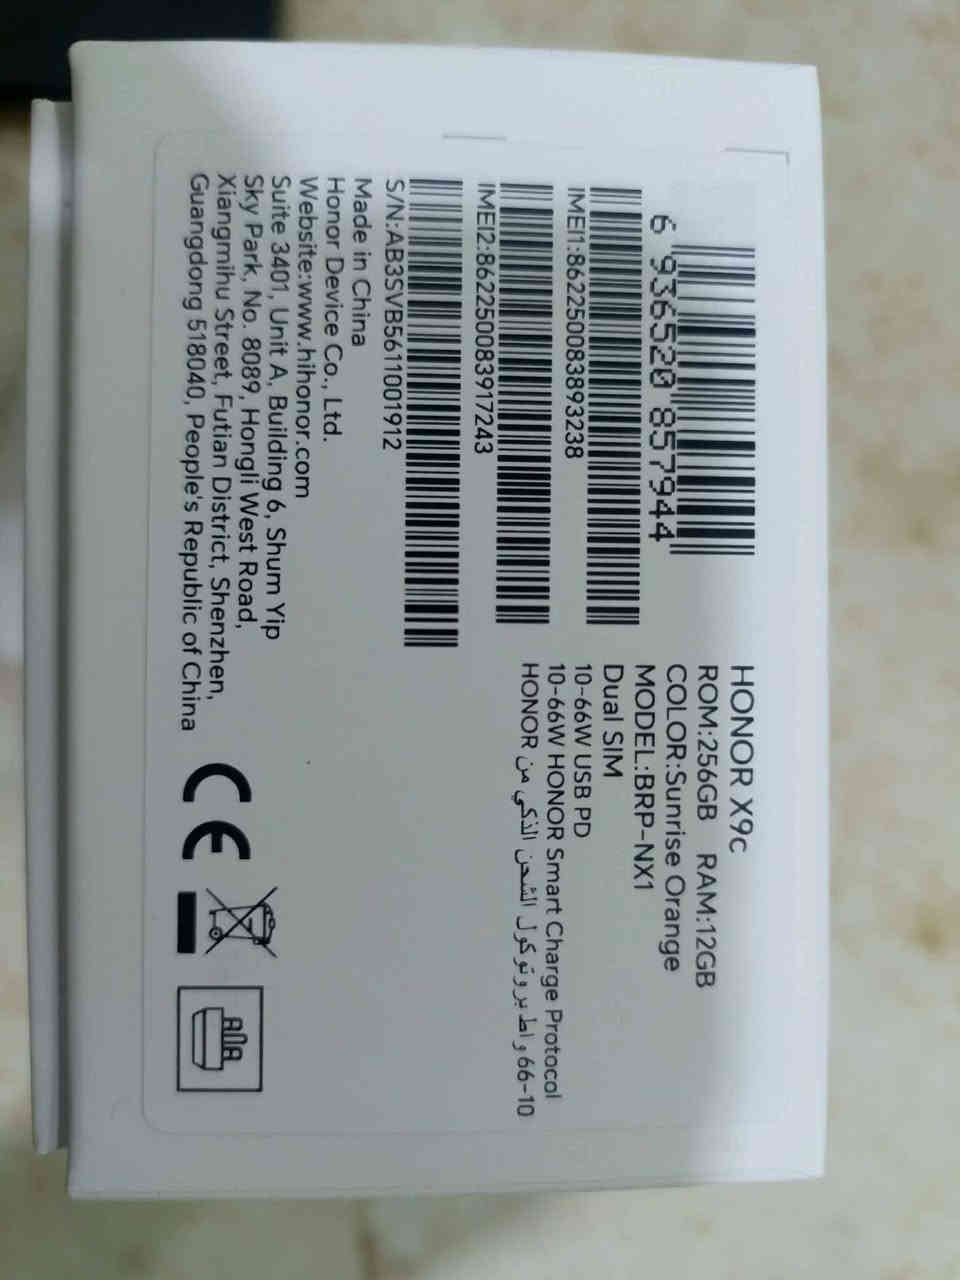 HONOR X9c
ROM:256GB RAM:12GB
COLOR:Sunrise Orange
MODEL:BRP-NX1
Dual SIM
10-66W USB PD
10-66W HONOR Smart Charge Protocol
10-66 واط بروتوكول الشحن الذكي من HONOR
6 936520 857944
IMEI1:862250083893238
IMEI2:862250083917243
S/N:AB3SVB5611001912
Made in China
Honor Device Co., Ltd.
Website:www.hihonor.com
Suite 3401, Unit A, Building 6, Shum Yip
Sky Park, No. 8089, Hongli West Road,
Xiangmihu Street, Futian District, Shenzhen,
Guangdong 518040, People's Republic of China
CE